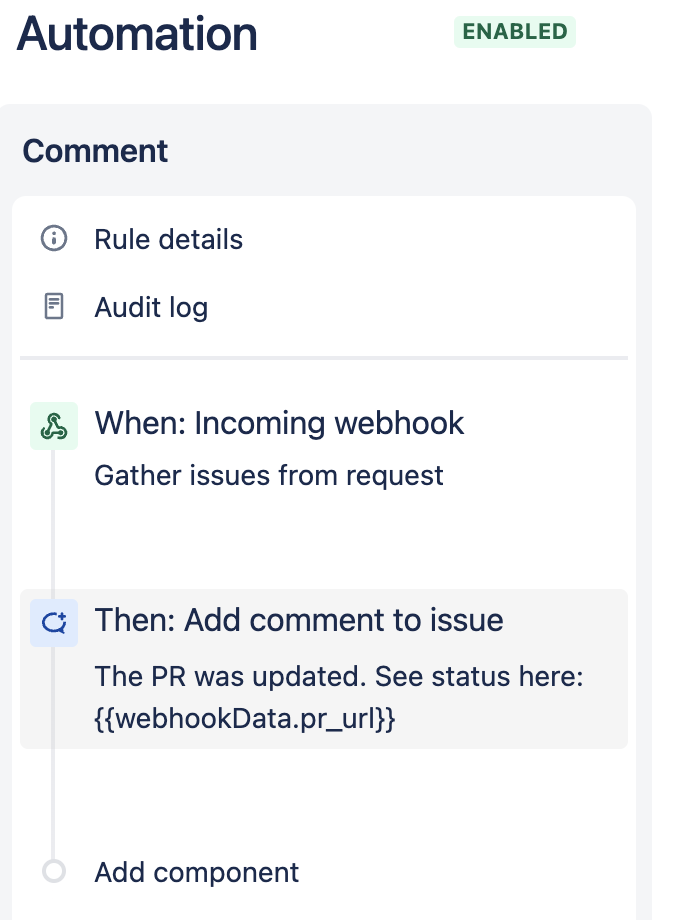 Automation
ENABLED
Comment
Rule details
Audit log
When: Incoming webhook
Gather issues from request
Then: Add comment to issue
The PR was updated. See status here:
{{webhookData.pr_url}}
Add component